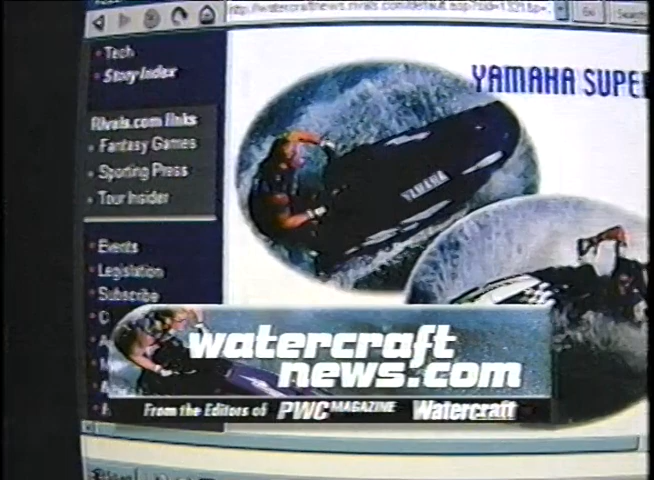 Go
Tech
Story Index
YAMAHA SUPE
Rivals.com links
Fantasy Games
Sporting Press
Tour Insider
YAMAHA
Events
Legislation
Subscribe
watercraft
news.com
From the Editors of PWC MAGAZINE Watercraft